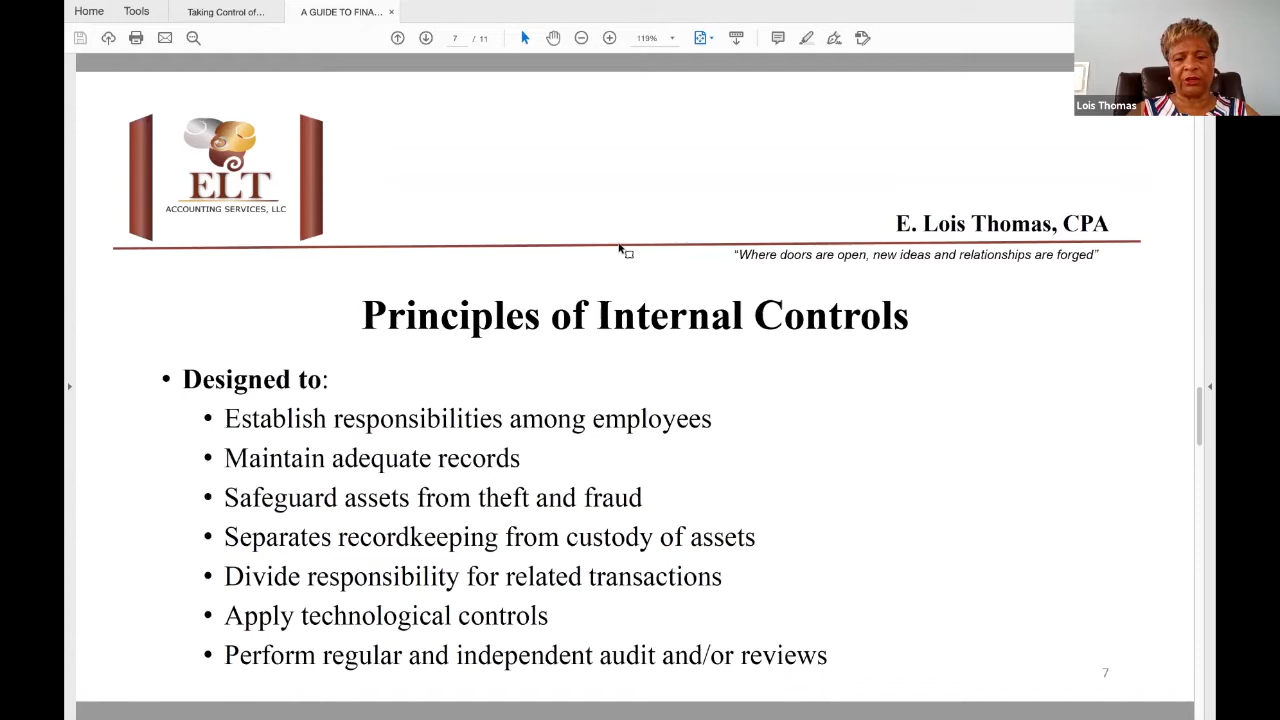 Home
Tools
Taking Control of...
A GUIDE TO FINA... ×
7 / 11
119%
Lois Thomas
ELT
ACCOUNTING SERVICES, LLC
E. Lois Thomas, CPA
“Where doors are open, new ideas and relationships are forged”
Principles of Internal Controls
• Designed to:
• Establish responsibilities among employees
• Maintain adequate records
• Safeguard assets from theft and fraud
• Separates recordkeeping from custody of assets
• Divide responsibility for related transactions
• Apply technological controls
• Perform regular and independent audit and/or reviews
7